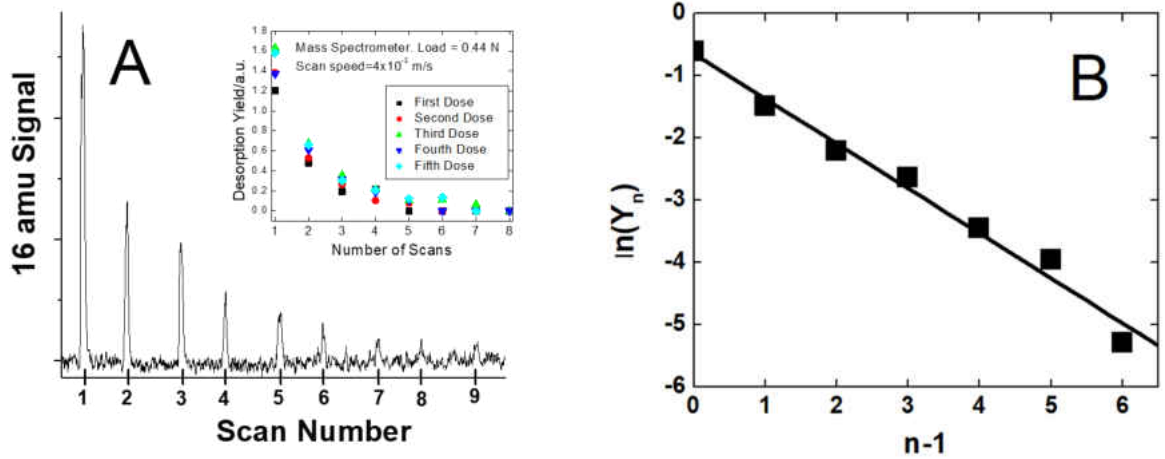 A
16 amu Signal
1 2 3 4 5 6 7 8 9
Scan Number
Desorption Yield/a.u.
1.8
1.6
1.4
1.2
1.0
0.8
0.6
0.4
0.2
0.0
Mass Spectrometer. Load = 0.44 N
Scan speed=4x10⁻³ m/s
First Dose
Second Dose
Third Dose
Fourth Dose
Fifth Dose
1 2 3 4 5 6 7 8
Number of Scans
B
ln(Yₙ)
-0
-1
-2
-3
-4
-5
-6
0 1 2 3 4 5 6
n-1